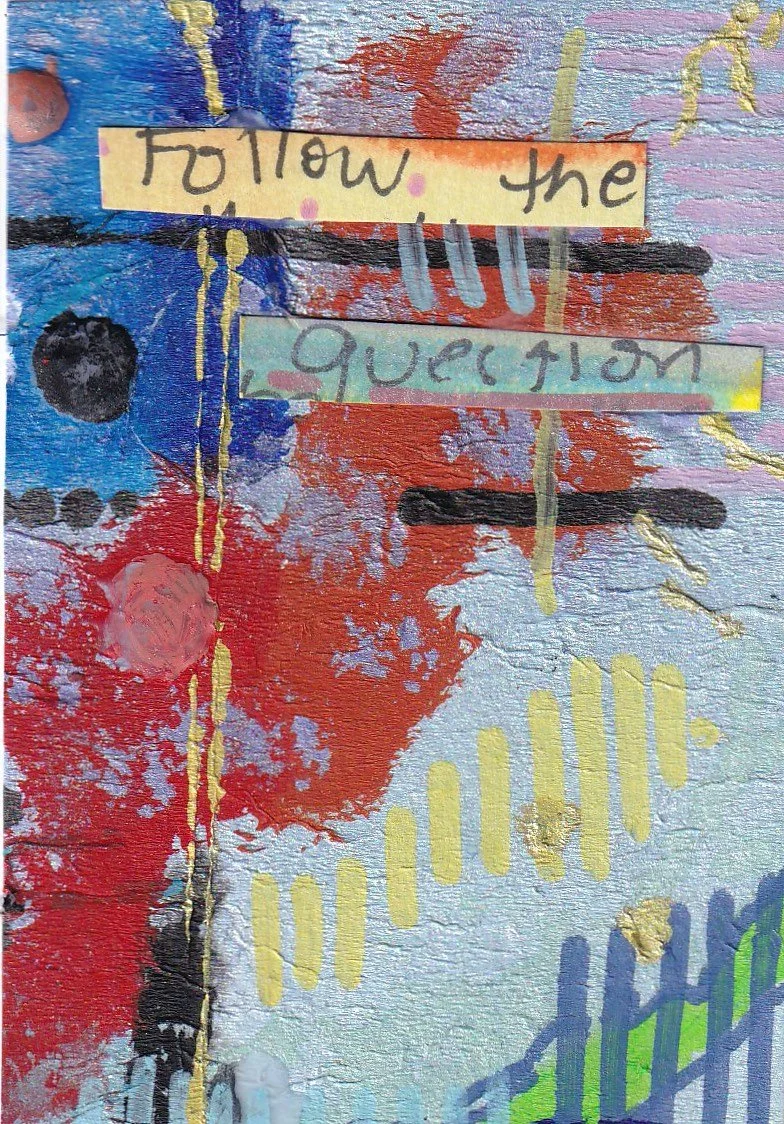 Follow the
question